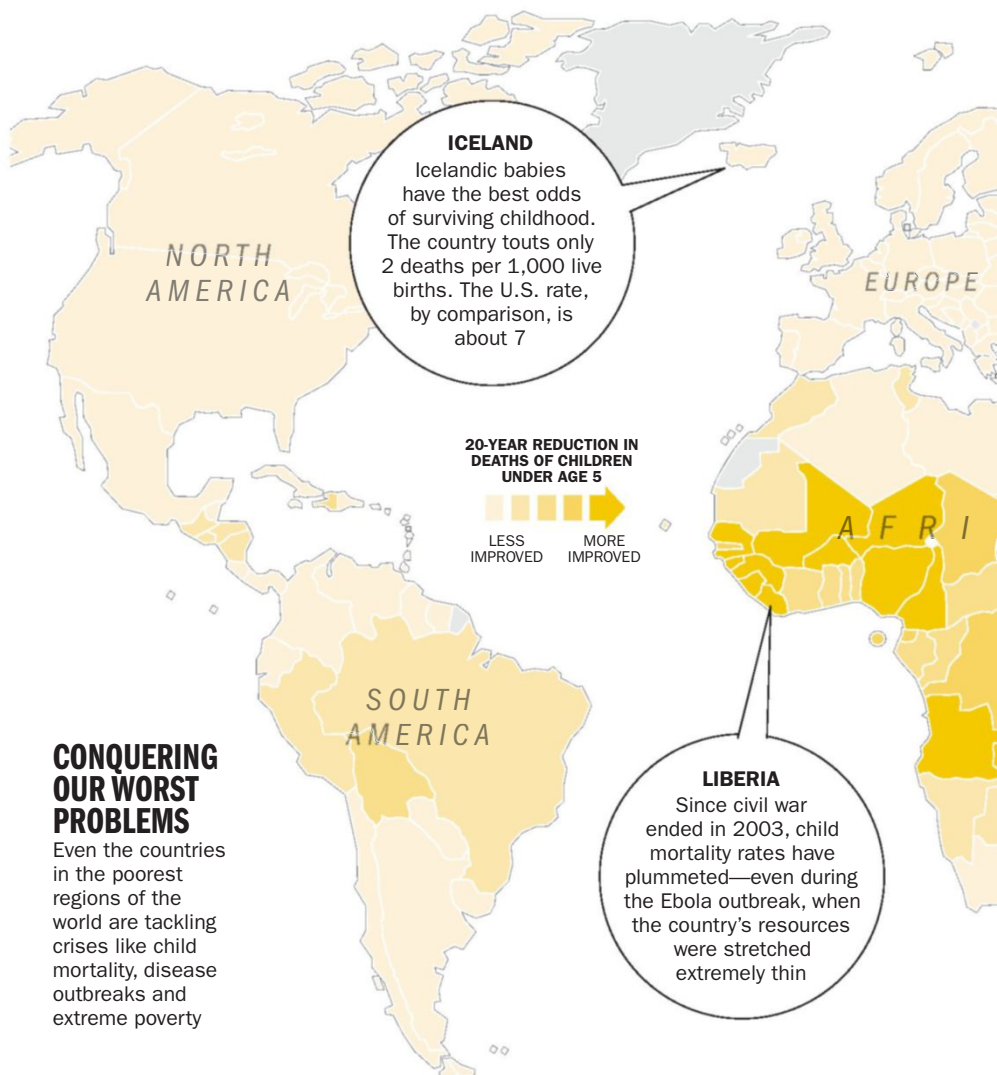 ICELAND
Icelandic babies
have the best odds
of surviving childhood.
The country touts only
2 deaths per 1,000 live
births. The U.S. rate,
by comparison, is
about 7
NORTH
AMERICA
EUROPE
20-YEAR REDUCTION IN
DEATHS OF CHILDREN
UNDER AGE 5
LESS
IMPROVED
MORE
IMPROVED
AFRI
SOUTH
AMERICA
CONQUERING
OUR WORST
PROBLEMS
Even the countries
in the poorest
regions of the
world are tackling
crises like child
mortality, disease
outbreaks and
extreme poverty
LIBERIA
Since civil war
ended in 2003, child
mortality rates have
plummeted—even during
the Ebola outbreak, when
the country's resources
were stretched
extremely thin